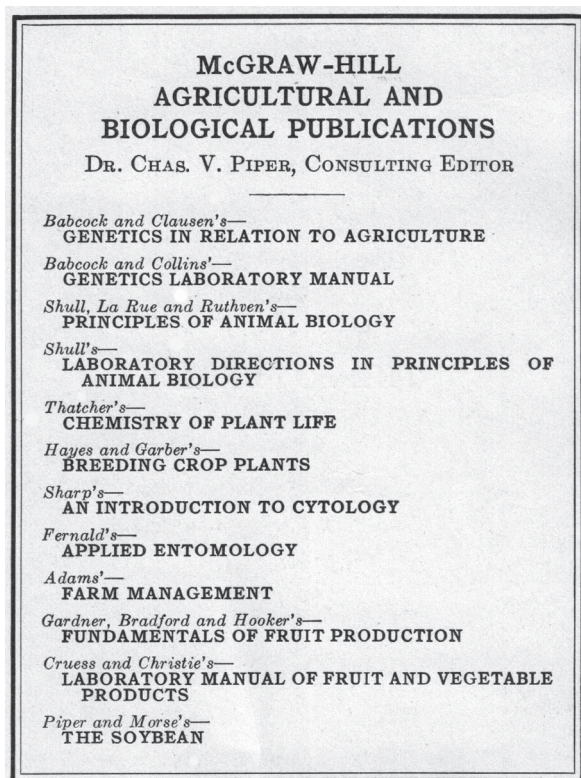 McGRAW-HILL
AGRICULTURAL AND
BIOLOGICAL PUBLICATIONS
Dr. Chas. V. Piper, Consulting Editor
Babcock and Clausen's—
GENETICS IN RELATION TO AGRICULTURE
Babcock and Collins'—
GENETICS LABORATORY MANUAL
Shull, La Rue and Ruthven's—
PRINCIPLES OF ANIMAL BIOLOGY
Shull's—
LABORATORY DIRECTIONS IN PRINCIPLES OF
ANIMAL BIOLOGY
Thatcher's—
CHEMISTRY OF PLANT LIFE
Hayes and Garber's—
BREEDING CROP PLANTS
Sharp's—
AN INTRODUCTION TO CYTOLOGY
Fernald's—
APPLIED ENTOMOLOGY
Adams'—
FARM MANAGEMENT
Gardner, Bradford and Hooker's—
FUNDAMENTALS OF FRUIT PRODUCTION
Cruess and Christie's—
LABORATORY MANUAL OF FRUIT AND VEGETABLE
PRODUCTS
Piper and Morse's—
THE SOYBEAN